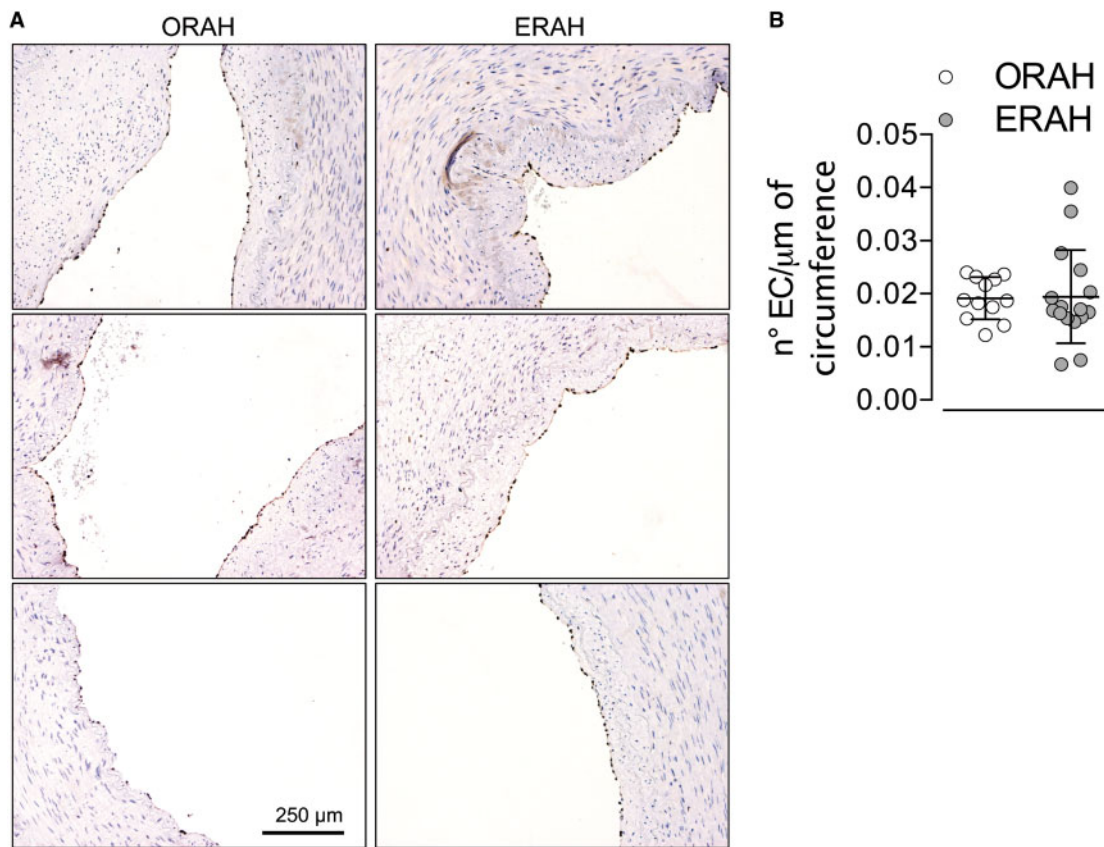 A
ORAH
ERAH
250 µm
B
ORAH
ERAH
n° EC/µm of
circumference
0.05
0.04
0.03
0.02
0.01
0.00